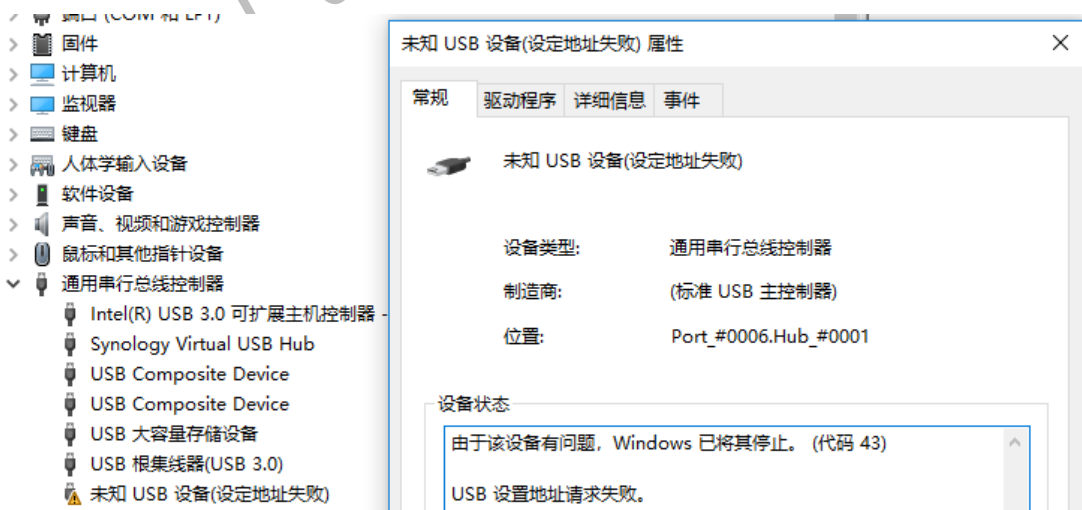 端口 (COM 和 LPT)
固件
计算机
监视器
键盘
人体学输入设备
软件设备
声音、视频和游戏控制器
鼠标和其他指针设备
通用串行总线控制器
Intel(R) USB 3.0 可扩展主机控制器 -
Synology Virtual USB Hub
USB Composite Device
USB Composite Device
USB 大容量存储设备
USB 根集线器(USB 3.0)
未知 USB 设备(设定地址失败)
未知 USB 设备(设定地址失败) 属性
常规 驱动程序 详细信息 事件
未知 USB 设备(设定地址失败)
设备类型: 通用串行总线控制器
制造商: (标准 USB 主控制器)
位置: Port_#0006.Hub_#0001
设备状态
由于该设备有问题，Windows 已将其停止。 (代码 43)
USB 设置地址请求失败。